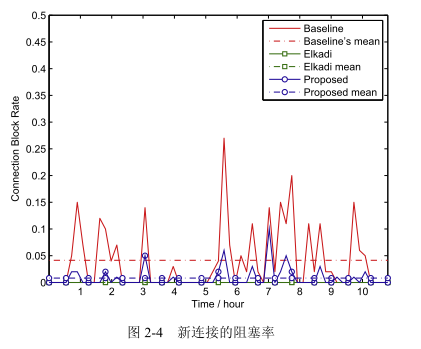 0.5
0.45
0.4
0.35
0.3
0.25
0.2
0.15
0.1
0.05
0
Connection Block Rate
Baseline
Baseline's mean
Elkadi
Elkadi mean
Proposed
Proposed mean
1 2 3 4 5 6 7 8 9 10
Time / hour
图 2-4 新连接的阻塞率